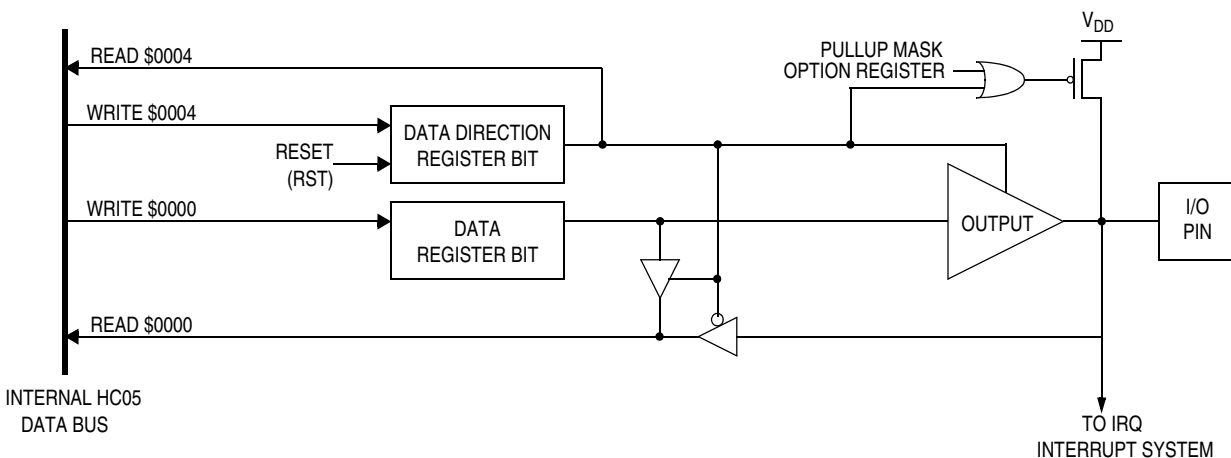 V_DD
READ $0004
PULLUP MASK
OPTION REGISTER
WRITE $0004
DATA DIRECTION
REGISTER BIT
RESET
(RST)
WRITE $0000
DATA
REGISTER BIT
OUTPUT
I/O
PIN
READ $0000
INTERNAL HC05
DATA BUS
TO IRQ
INTERRUPT SYSTEM